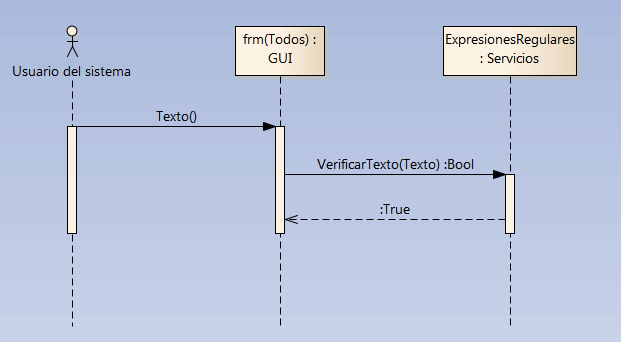 Usuario del sistema
frm(Todos) :
GUI
ExpresionesRegulares
: Servicios
Texto()
VerificarTexto(Texto) :Bool
:True